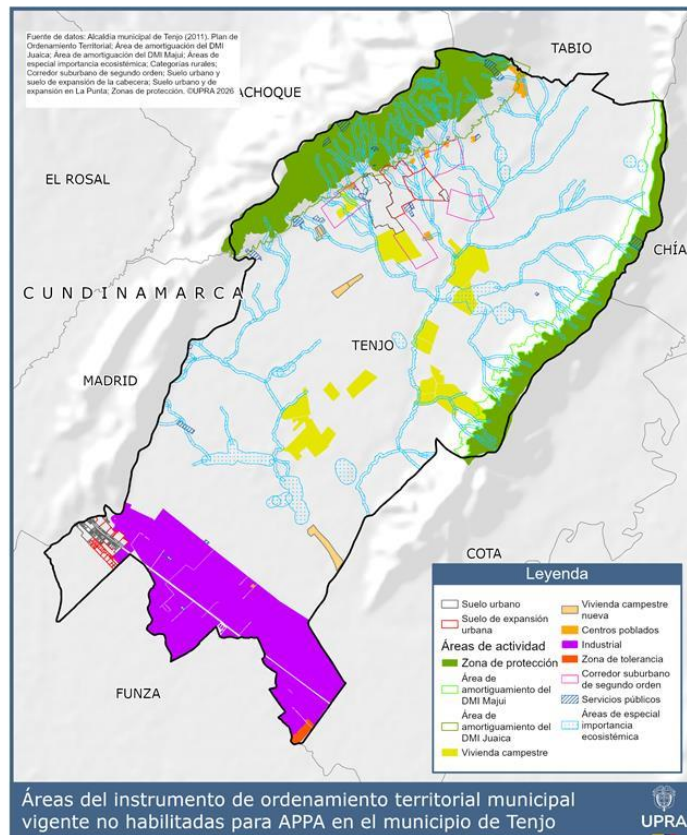 Fuente de datos: Alcaldía municipal de Tenjo (2011). Plan de
Ordenamiento Territorial; Área de amortiguación del DMI
Juaica; Área de amortiguación del DMI Majui; Áreas de
especial importancia ecosistémica; Categorias rurales;
Corredor suburbano de segundo orden; Suelo urbano y
suelo de expansión de la cabecera; Suelo urbano y de
expansión en La Punta; Zonas de protección. ©UPRA 2026
TABIO
ACHOQUE
EL ROSAL
CHÍA
CUNDINAMARCA
TENJO
MADRID
COTA
FUNZA
Leyenda
Suelo urbano
Suelo de expansión
urbana
Áreas de actividad
Zona de protección
Área de
amortiguamiento del
DMI Majui
Área de
amortiguamiento del
DMI Juaica
Vivienda campestre
Vivienda campestre
nueva
Centros poblados
Industrial
Zona de tolerancia
Corredor suburbano
de segundo orden
Servicios públicos
Áreas de especial
importancia
ecosistémica
Áreas del instrumento de ordenamiento territorial municipal
vigente no habilitadas para APPA en el municipio de Tenjo
UPRA